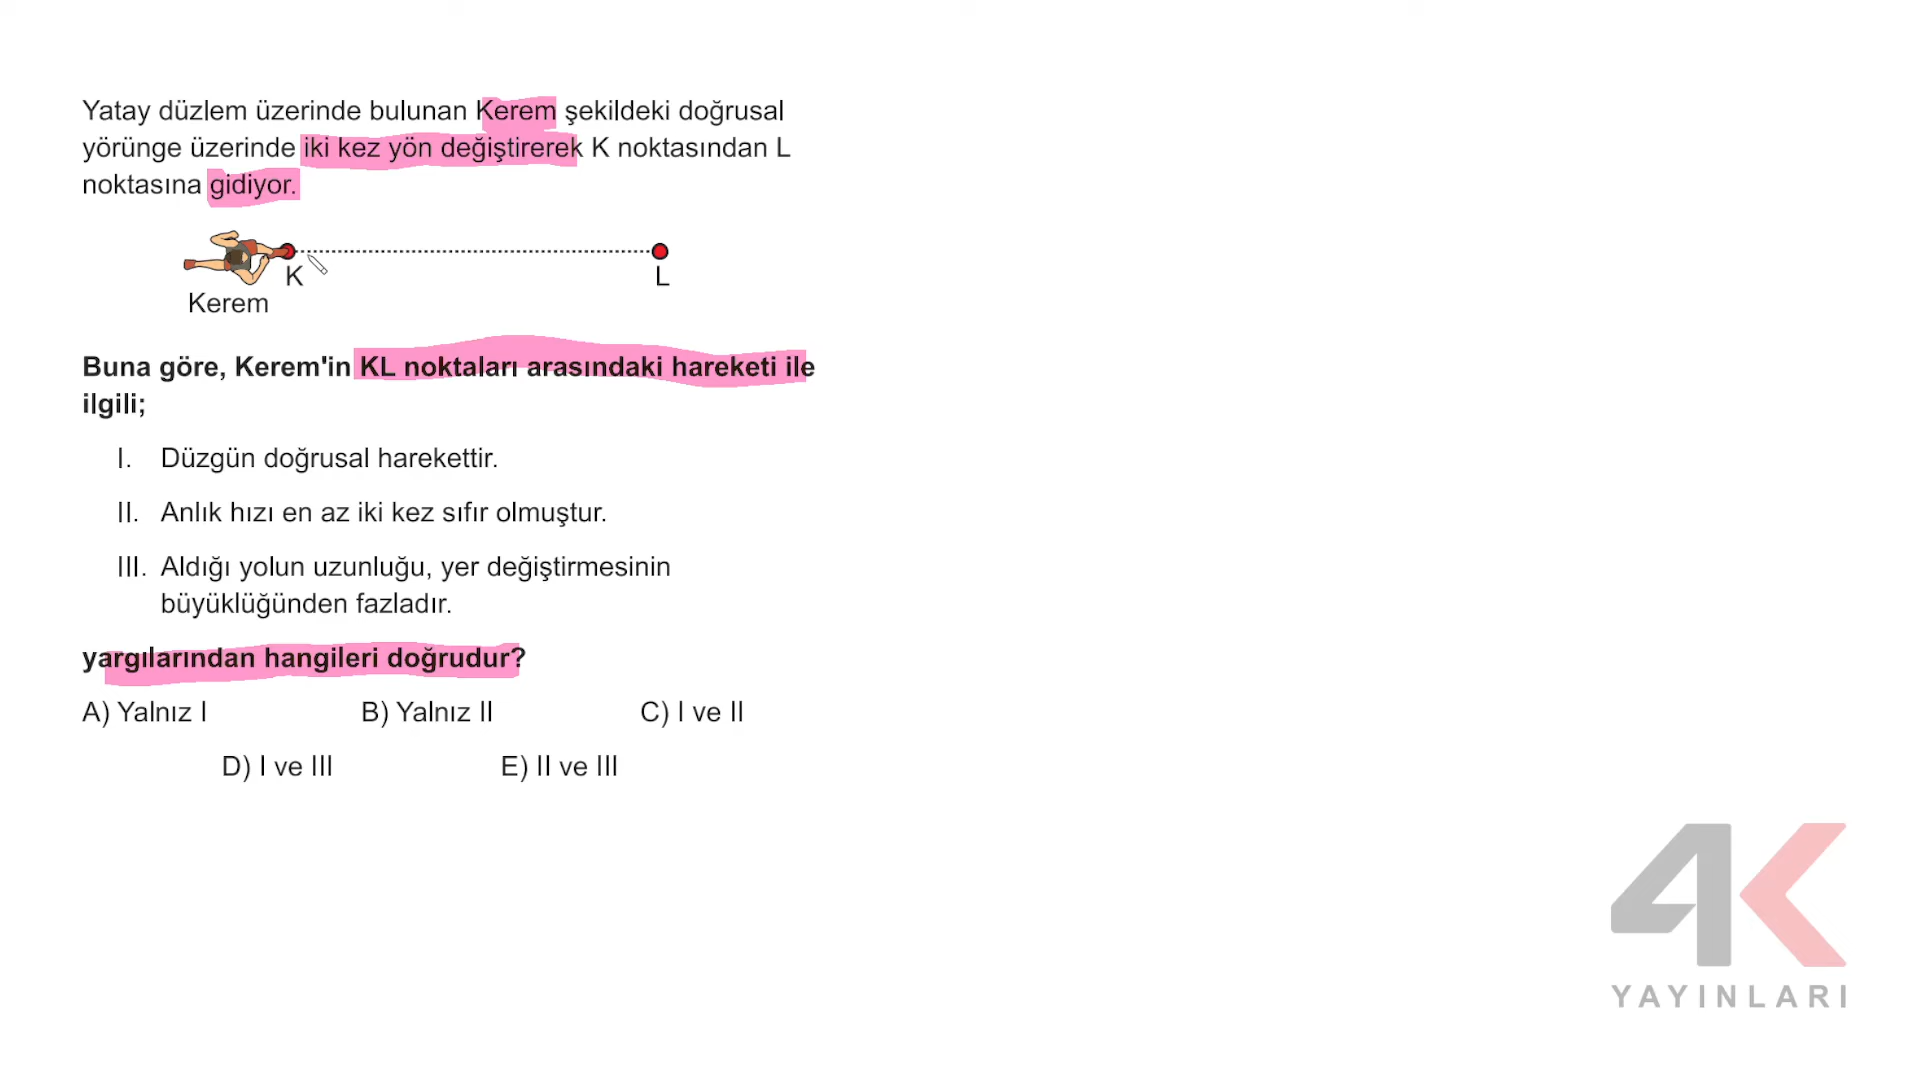 Yatay düzlem üzerinde bulunan Kerem şekildeki doğrusal
yörünge üzerinde iki kez yön değiştirerek K noktasından L
noktasına gidiyor.
K
L
Kerem
Buna göre, Kerem'in KL noktaları arasındaki hareketi ile
ilgili;
I. Düzgün doğrusal harekettir.
II. Anlık hızı en az iki kez sıfır olmuştur.
III. Aldığı yolun uzunluğu, yer değiştirmesinin
büyüklüğünden fazladır.
yargılarından hangileri doğrudur?
A) Yalnız I B) Yalnız II C) I ve II
D) I ve III E) II ve III
4K
YAYINLARI